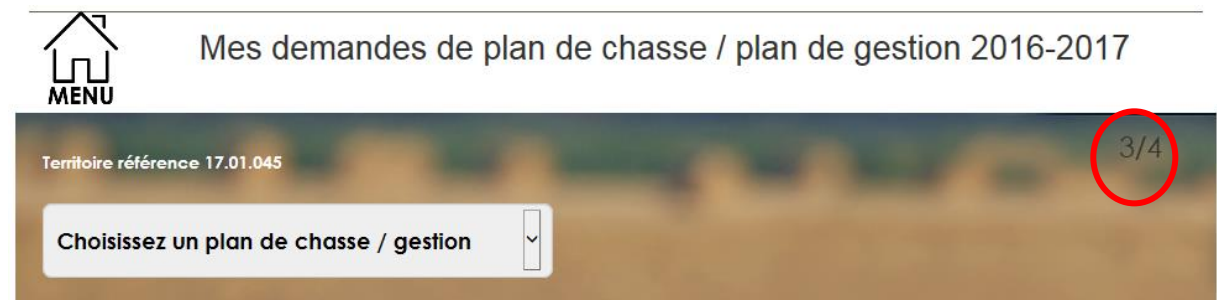 Mes demandes de plan de chasse / plan de gestion 2016-2017
MENU
Territoire référence 17.01.045
3/4
Choisissez un plan de chasse / gestion